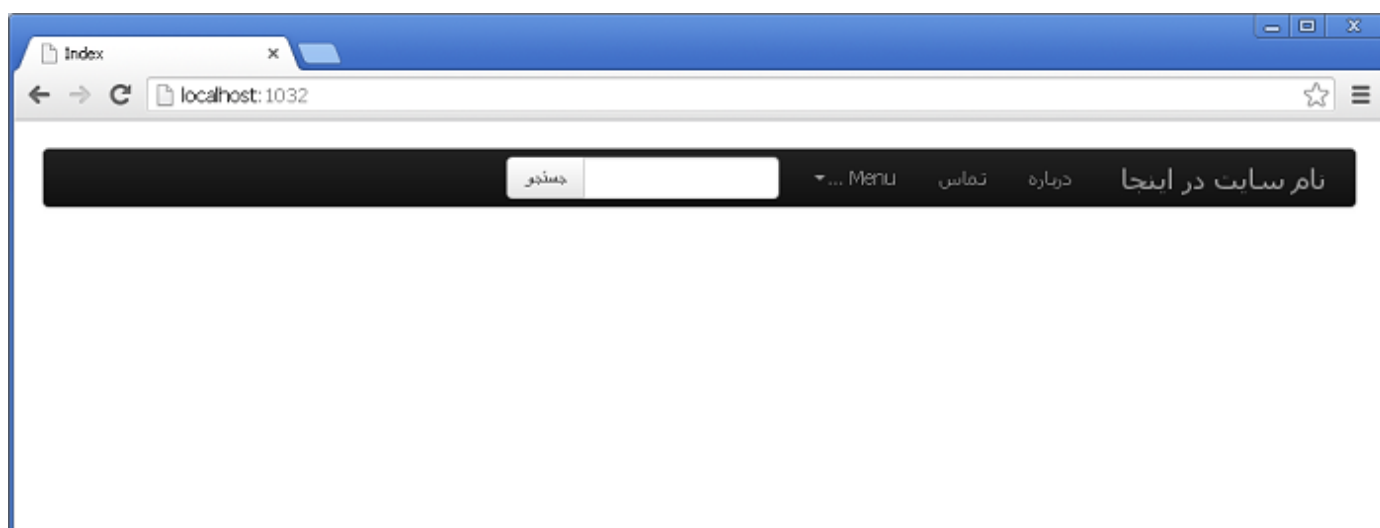 Index
localhost:1032
نام سایت در اینجا درباره تماس Menu ... جستجو